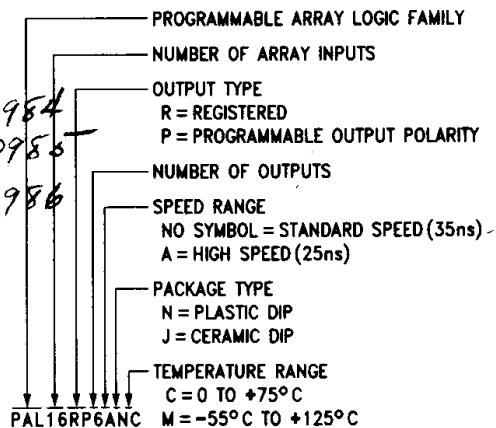 PROGRAMMABLE ARRAY LOGIC FAMILY
NUMBER OF ARRAY INPUTS
OUTPUT TYPE
R = REGISTERED
P = PROGRAMMABLE OUTPUT POLARITY
984
985
986
NUMBER OF OUTPUTS
SPEED RANGE
NO SYMBOL = STANDARD SPEED (35ns)
A = HIGH SPEED (25ns)
PACKAGE TYPE
N = PLASTIC DIP
J = CERAMIC DIP
TEMPERATURE RANGE
C = 0 TO +75°C
M = -55°C TO +125°C
PAL16RP6ANC